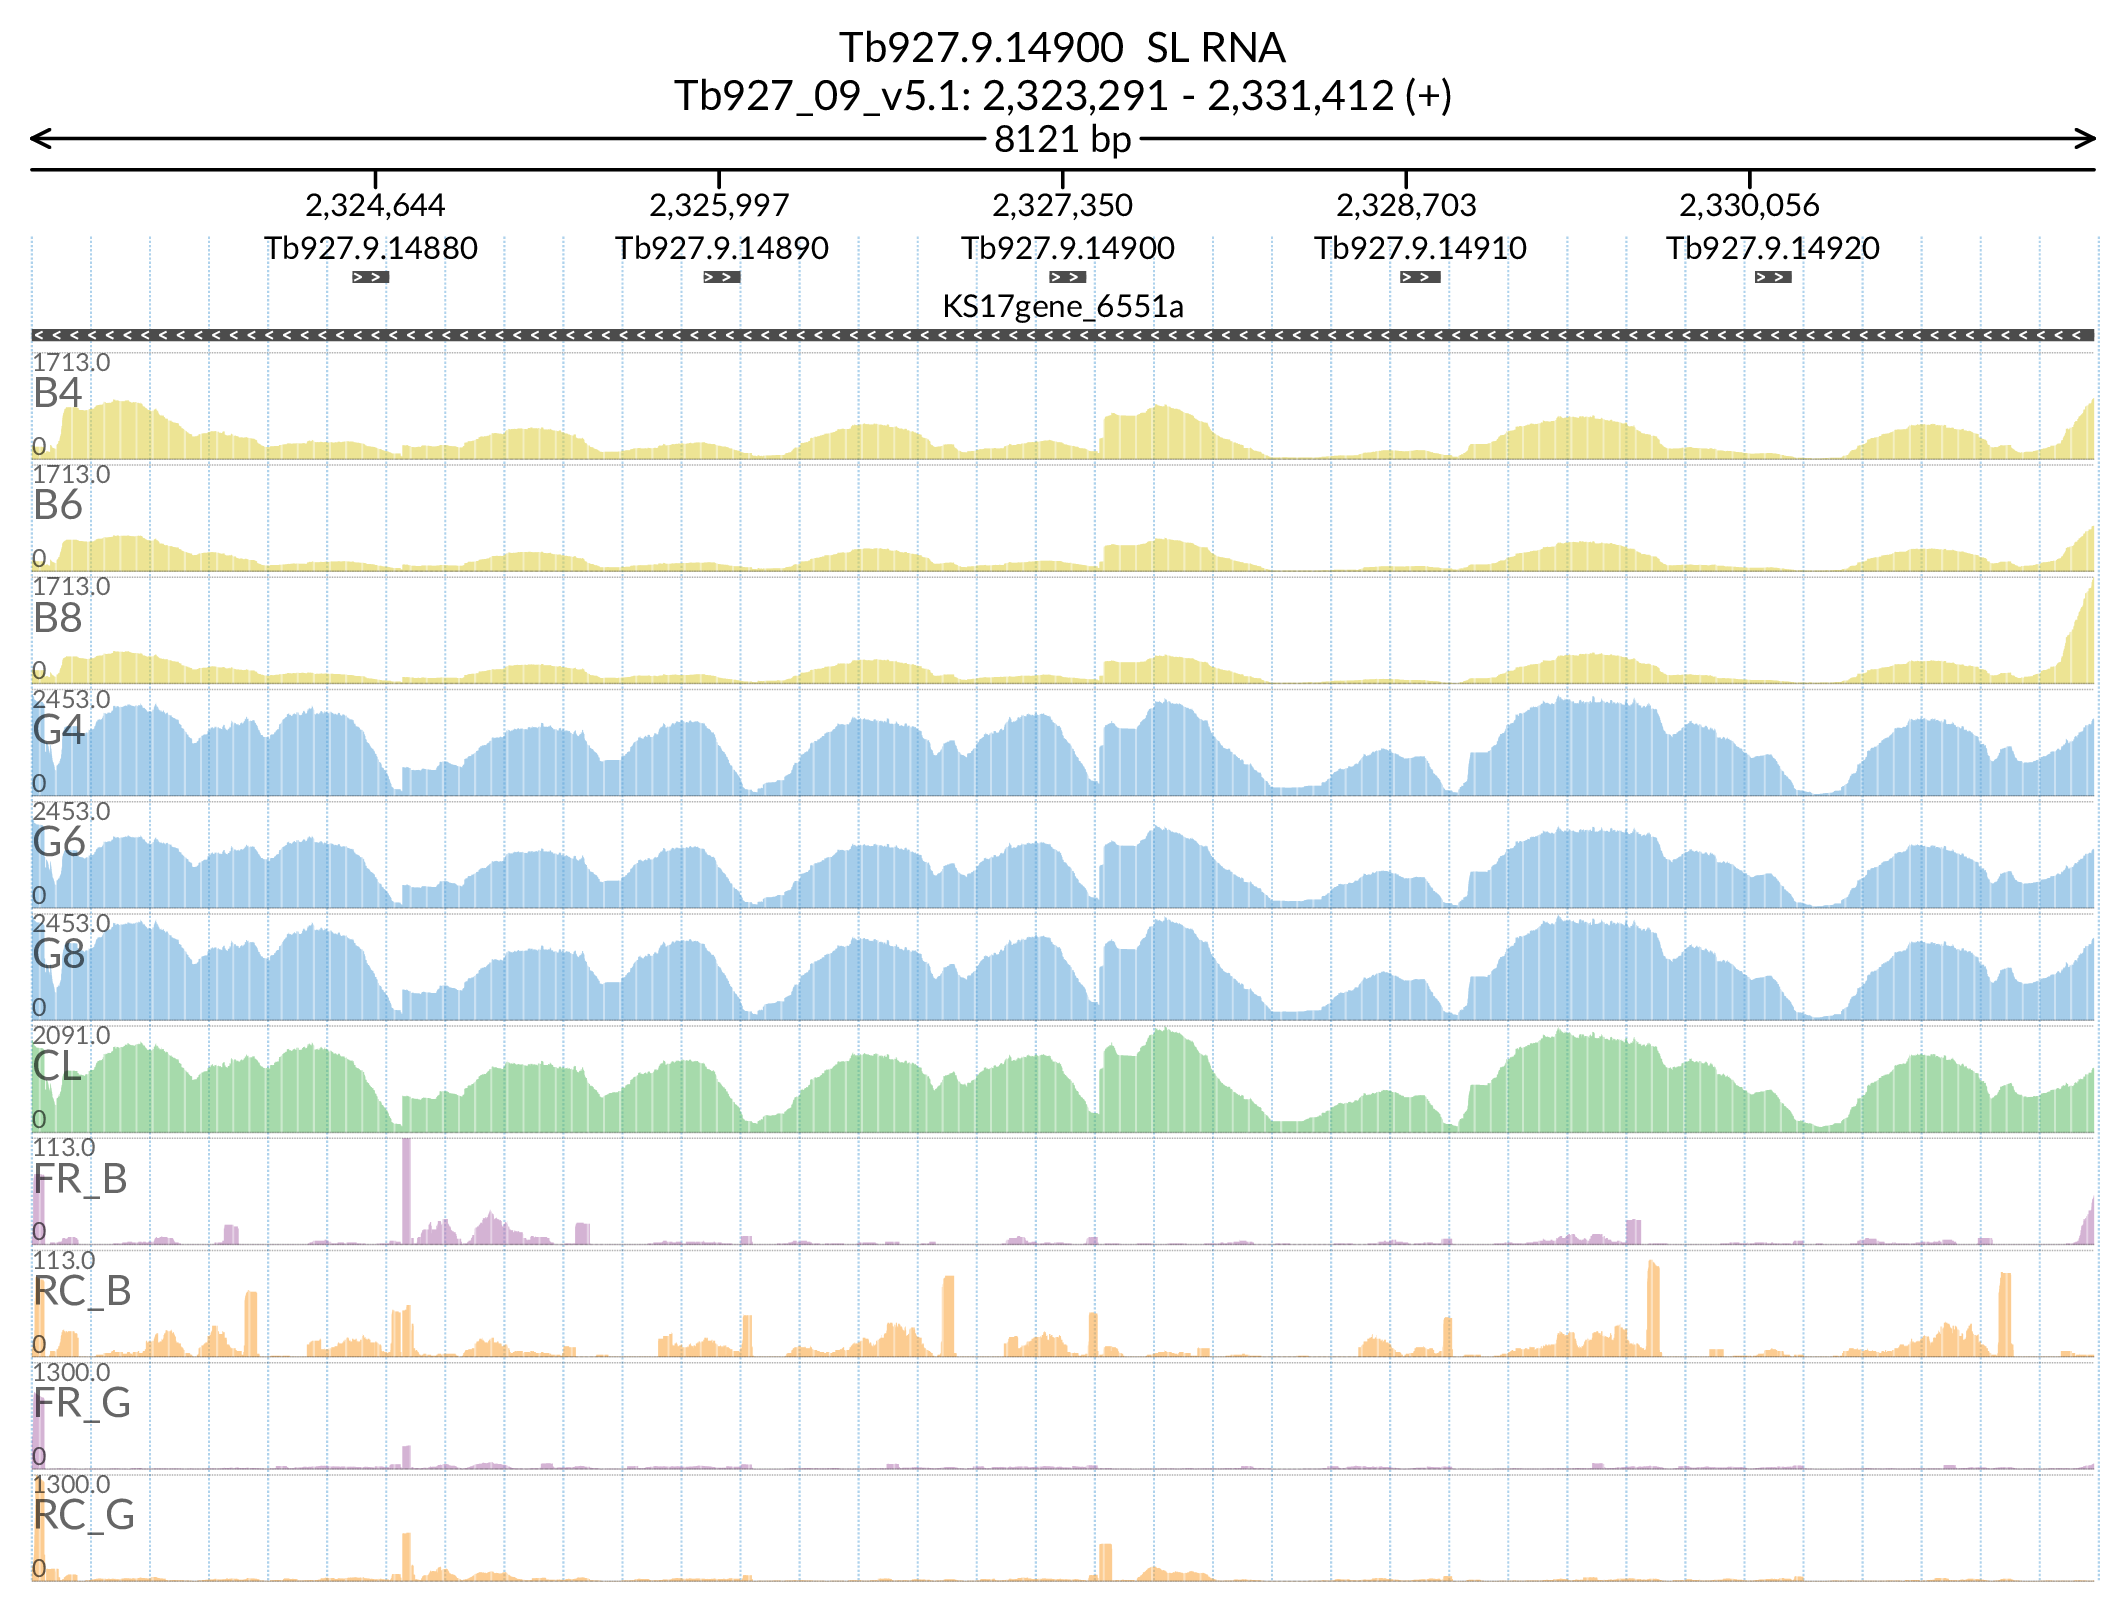 Tb927.9.14900 SL RNA
Tb927_09_v5.1: 2,323,291 - 2,331,412 (+)
8121 bp
2,324,644 2,325,997 2,327,350 2,328,703 2,330,056
Tb927.9.14880 Tb927.9.14890 Tb927.9.14900 Tb927.9.14910 Tb927.9.14920
KS17gene_6551a
1713.0
B4
0
1713.0
B6
0
1713.0
B8
0
2453.0
G4
0
2453.0
G6
0
2453.0
G8
0
2091.0
CL
0
113.0
FR_B
0
113.0
RC_B
0
1300.0
FR_G
0
1300.0
RC_G
0